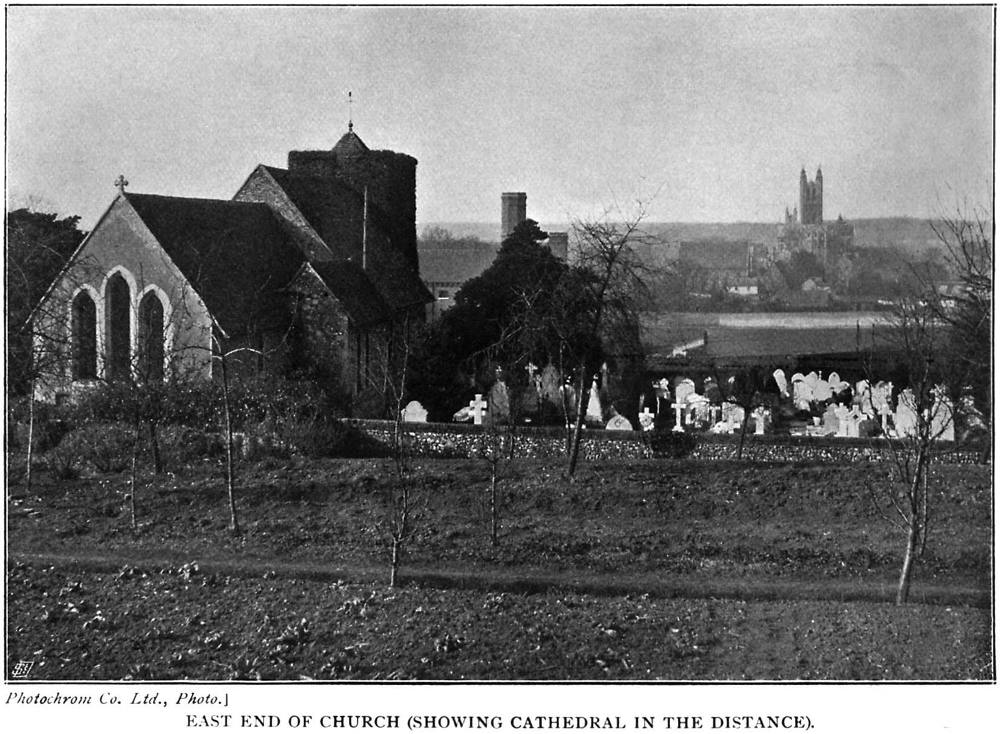 Photochrom Co. Ltd., Photo.]
EAST END OF CHURCH (SHOWING CATHEDRAL IN THE DISTANCE).